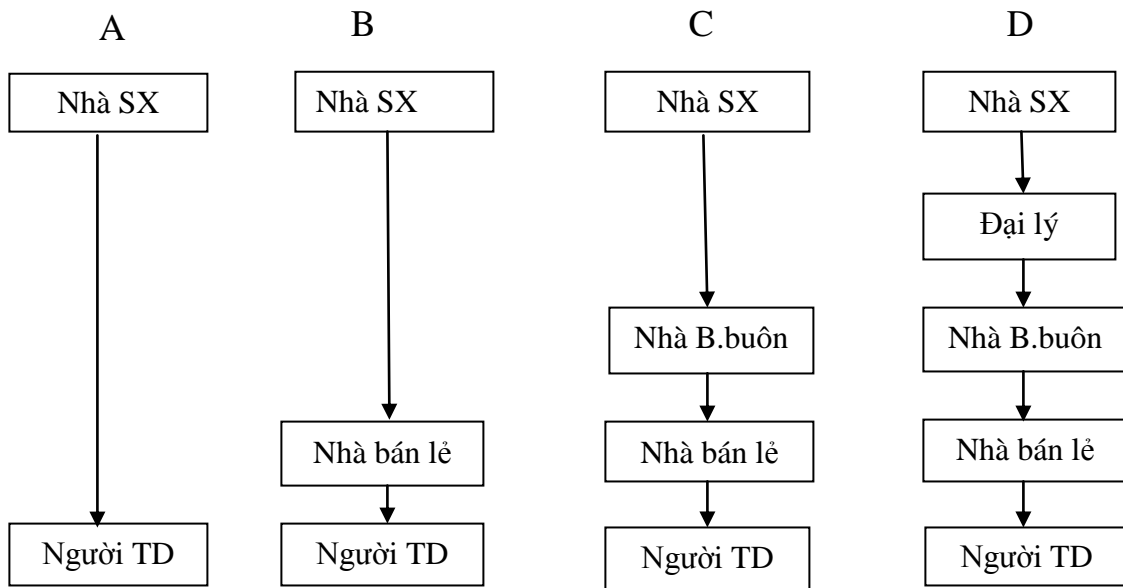 A B C D
Nhà SX Nhà SX Nhà SX Nhà SX
Đại lý
Nhà B.buôn Nhà B.buôn
Nhà bán lẻ Nhà bán lẻ Nhà bán lẻ
Người TD Người TD Người TD Người TD